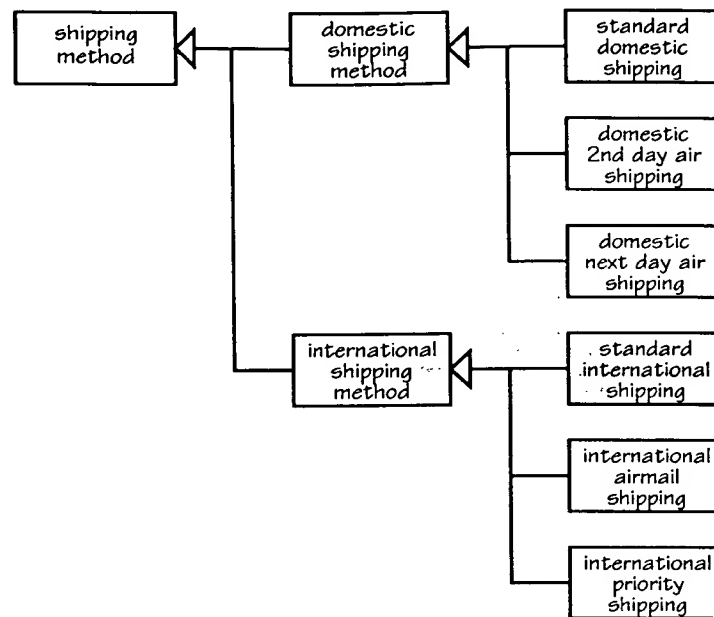 shipping
method
domestic
shipping
method
standard
domestic
shipping
domestic
2nd day air
shipping
domestic
next day air
shipping
international
shipping
method
standard
international
shipping
international
airmail
shipping
international
priority
shipping